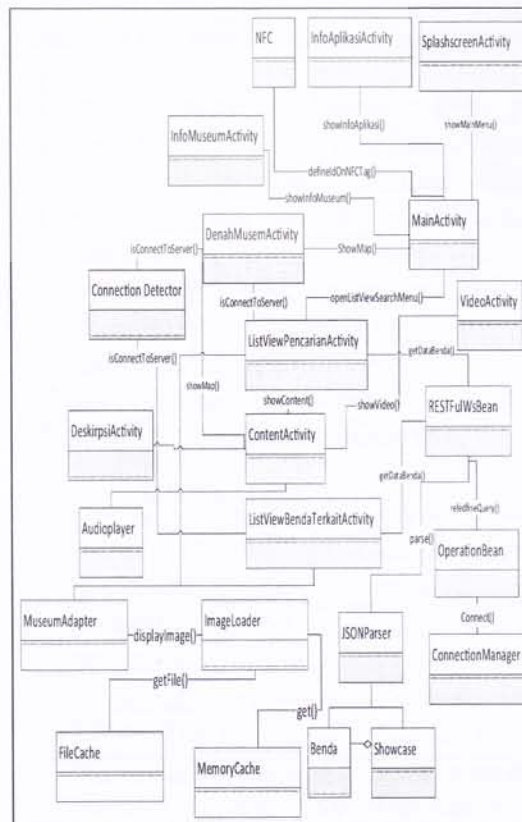 NFC
InfoAplikasiActivity
SplashscreenActivity
showInfoAplikasi()
showMainMenu()
InfoMuseumActivity
defineIdOnNFCTag()
showInfoMuseum()
MainActivity
DenahMusemActivity
isConnectToServer()
ShowMap()
Connection Detector
isConnectToServer()
openListViewSearchMenu()
VideoActivity
ListViewPencarianActivity
isConnectToServer()
getDataBenda()
showMap()
showContent()
showVideo()
RESTFulWsBean
DeskirpsiActivity
ContentActivity
getDataBenda()
Audioplayer
ListViewBendaTerkaitActivity
parse()
OperationBean
MuseumAdapter
displayImage()
ImageLoader
JSONParser
Connect()
ConnectionManager
getFile()
get()
FileCache
MemoryCache
Benda
Showcase